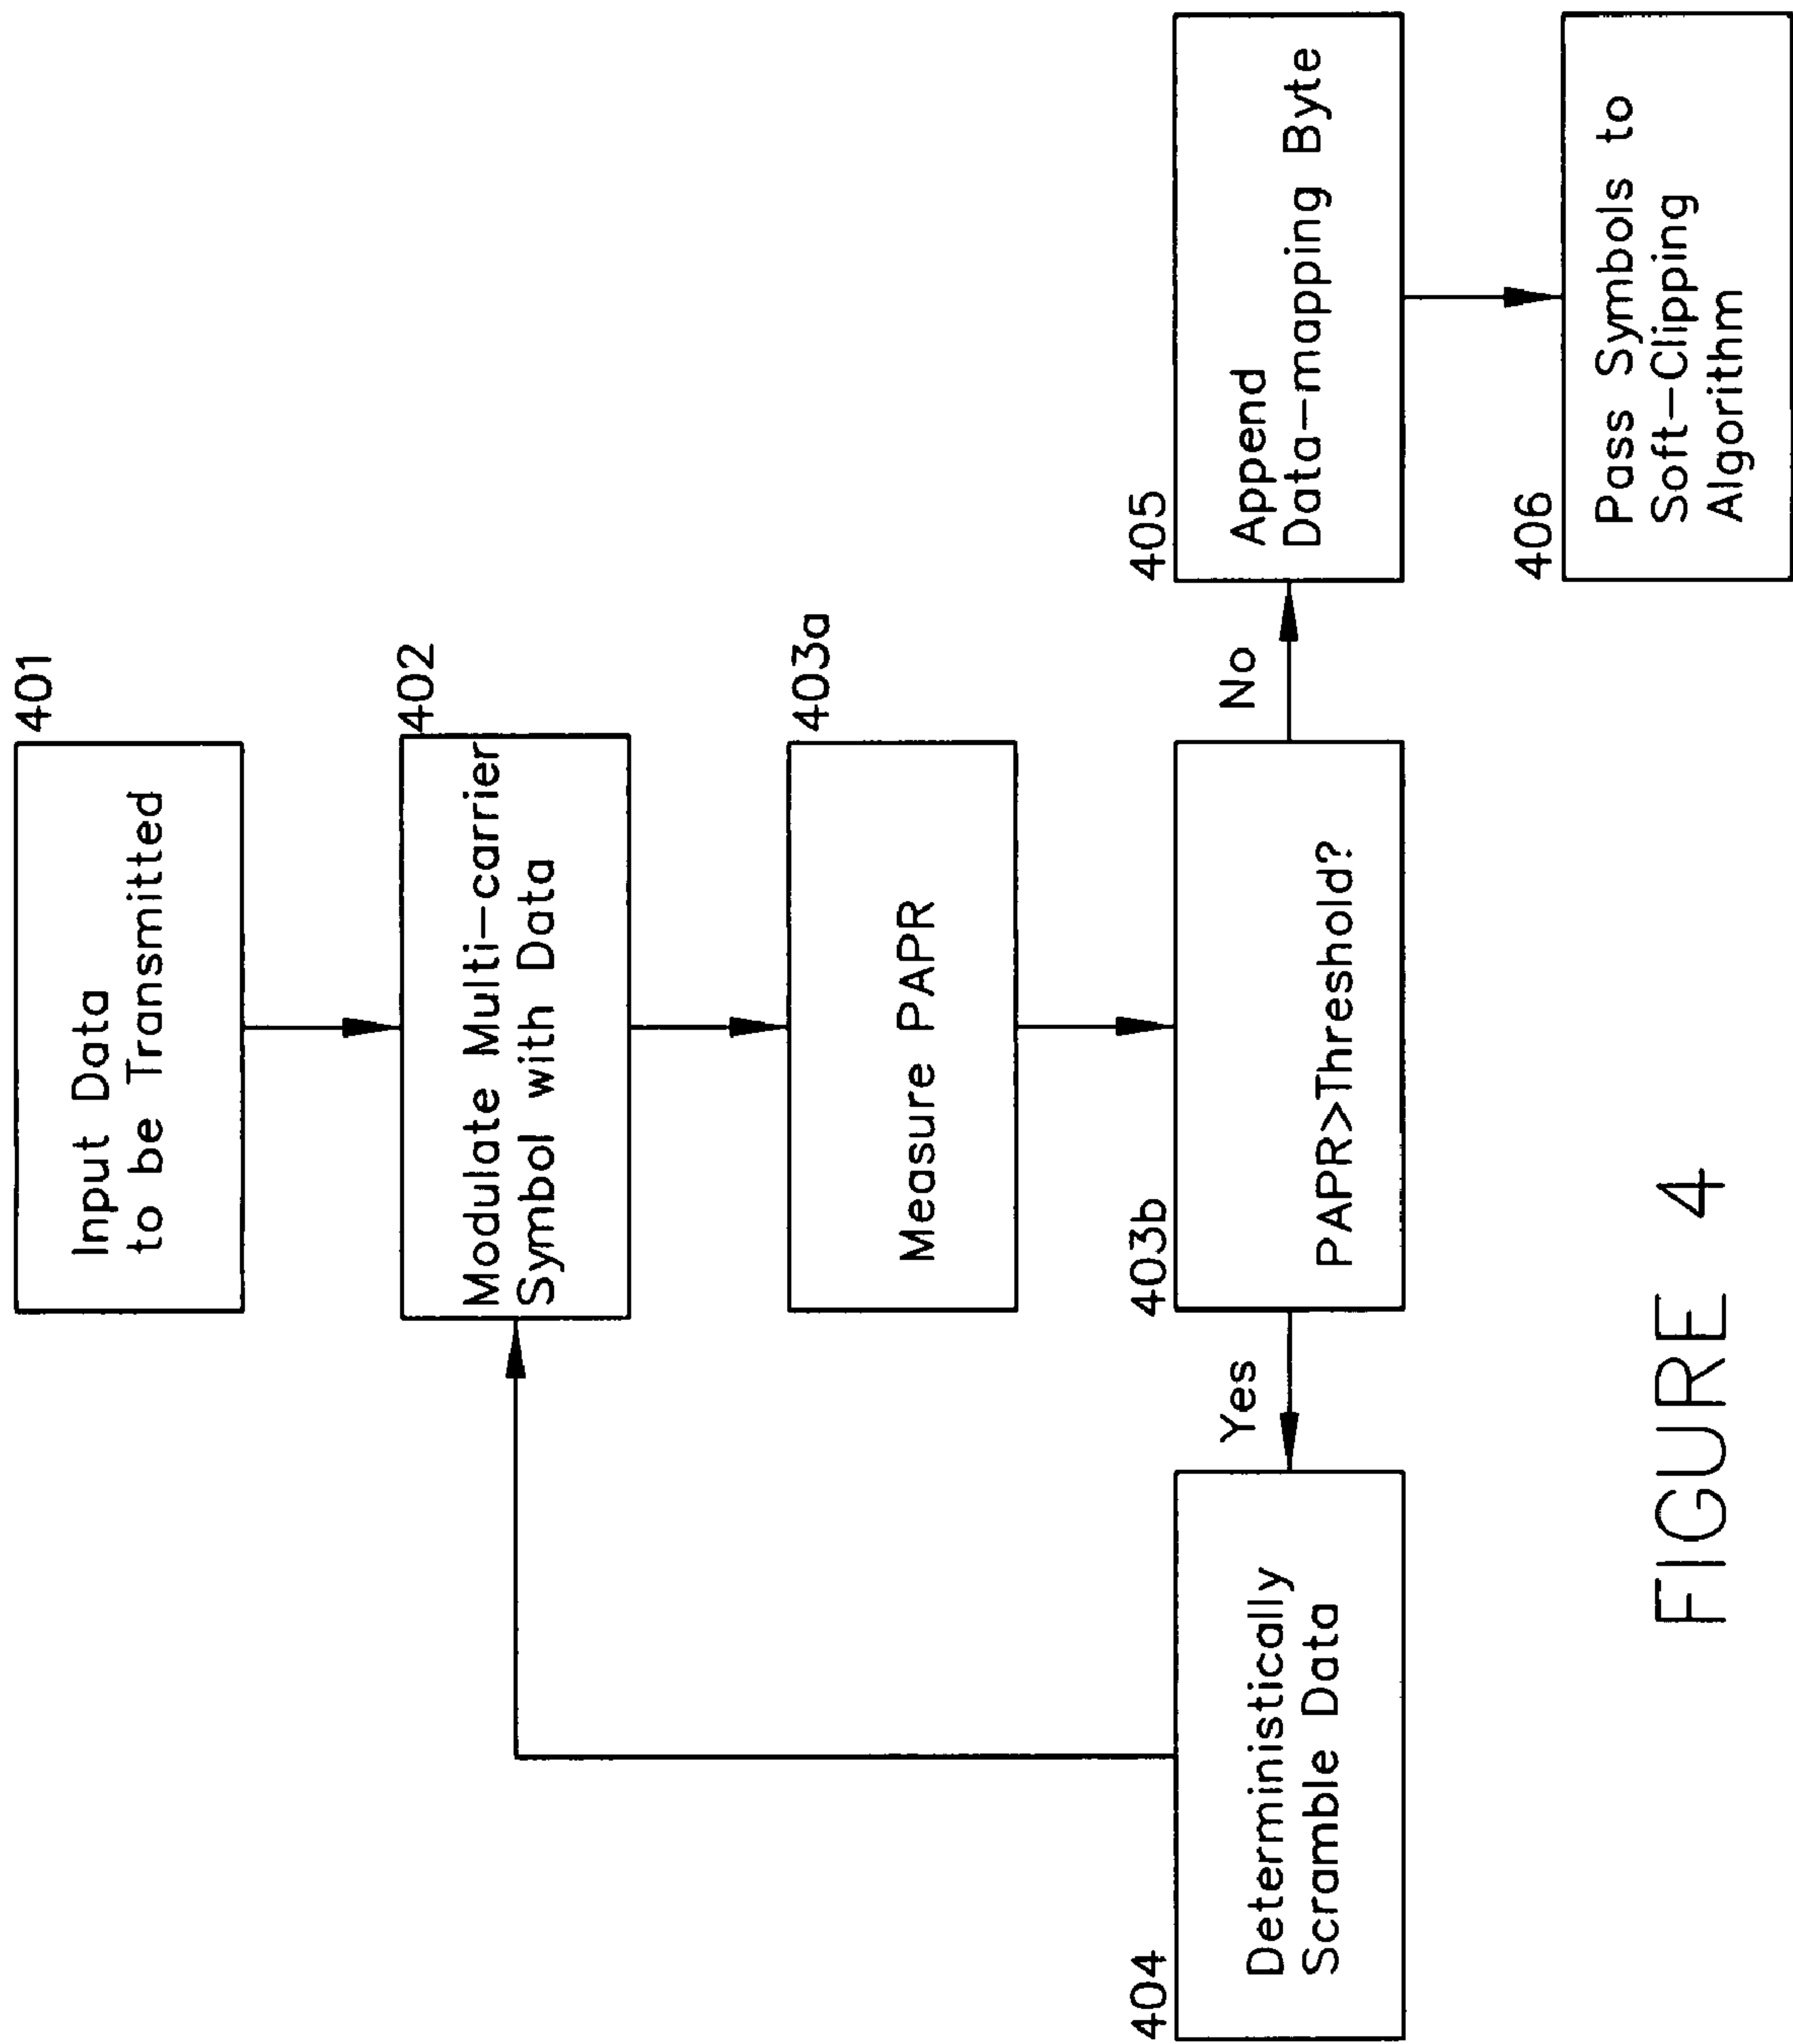 401
Input Data
to be Transmitted
402
Modulate Multi-carrier
Symbol with Data
403a
Measure PAPR
403b
PAPR>Threshold?
Yes
No
404
Deterministically
Scramble Data
405
Append
Data-mapping Byte
406
Pass Symbols to
Soft-Clipping
Algorithm
FIGURE 4